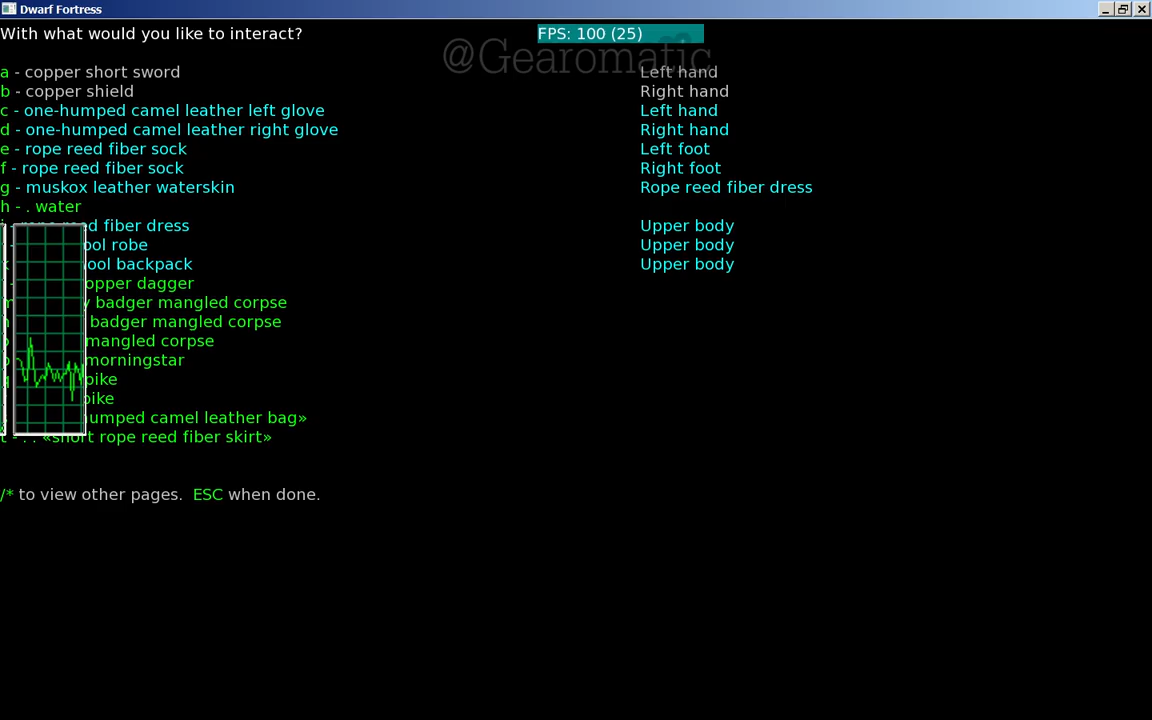 Dwarf Fortress
With what would you like to interact?
FPS: 100 (25)
@Gearomatic
a - copper short sword Left hand
b - copper shield Right hand
c - one-humped camel leather left glove Left hand
d - one-humped camel leather right glove Right hand
e - rope reed fiber sock Left foot
f - rope reed fiber sock Right foot
g - muskox leather waterskin Rope reed fiber dress
h - . water
reed fiber dress Upper body
robe Upper body
backpack Upper body
dagger
badger mangled corpse
badger mangled corpse
mangled corpse
morningstar
pike
pike
humped camel leather bag»
t - . . «short rope reed fiber skirt»
/* to view other pages. ESC when done.